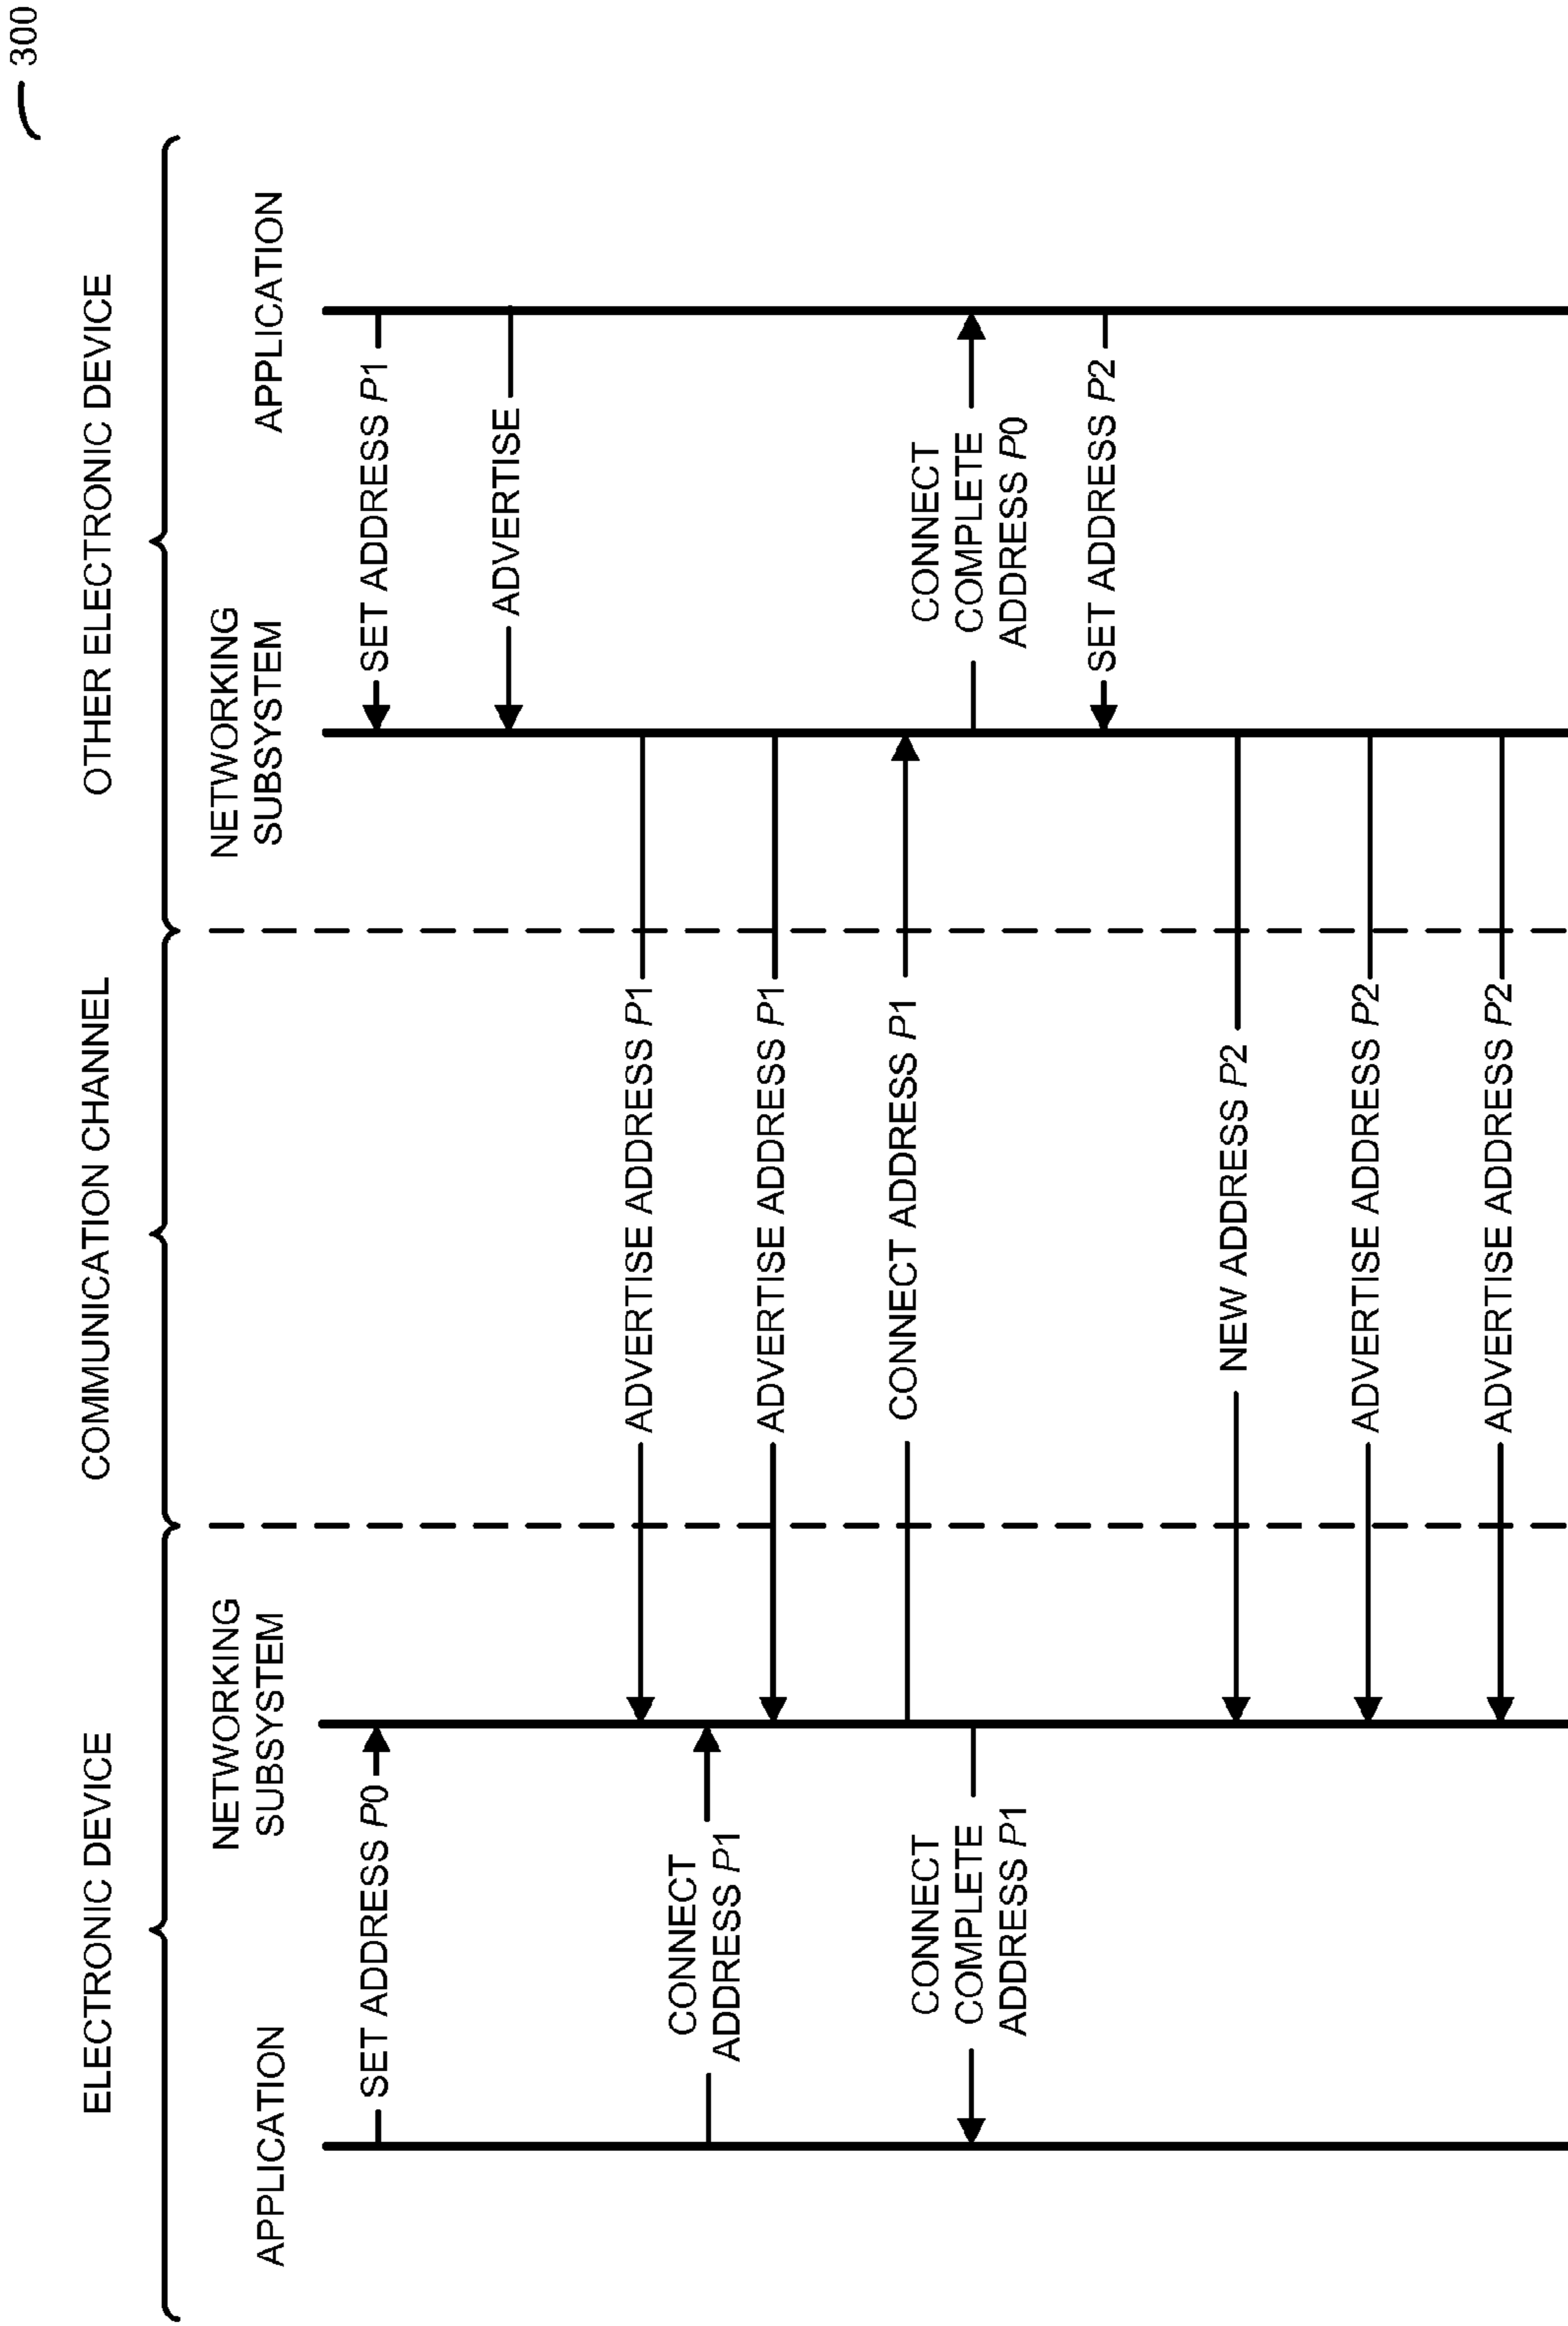 300
ELECTRONIC DEVICE
COMMUNICATION CHANNEL
OTHER ELECTRONIC DEVICE
APPLICATION
NETWORKING
SUBSYSTEM
NETWORKING
SUBSYSTEM
APPLICATION
SET ADDRESS P0
SET ADDRESS P1
ADVERTISE
ADVERTISE ADDRESS P1
CONNECT
ADDRESS P1
ADVERTISE ADDRESS P1
CONNECT ADDRESS P1
CONNECT
COMPLETE
ADDRESS P1
CONNECT
COMPLETE
ADDRESS P0
SET ADDRESS P2
NEW ADDRESS P2
ADVERTISE ADDRESS P2
ADVERTISE ADDRESS P2